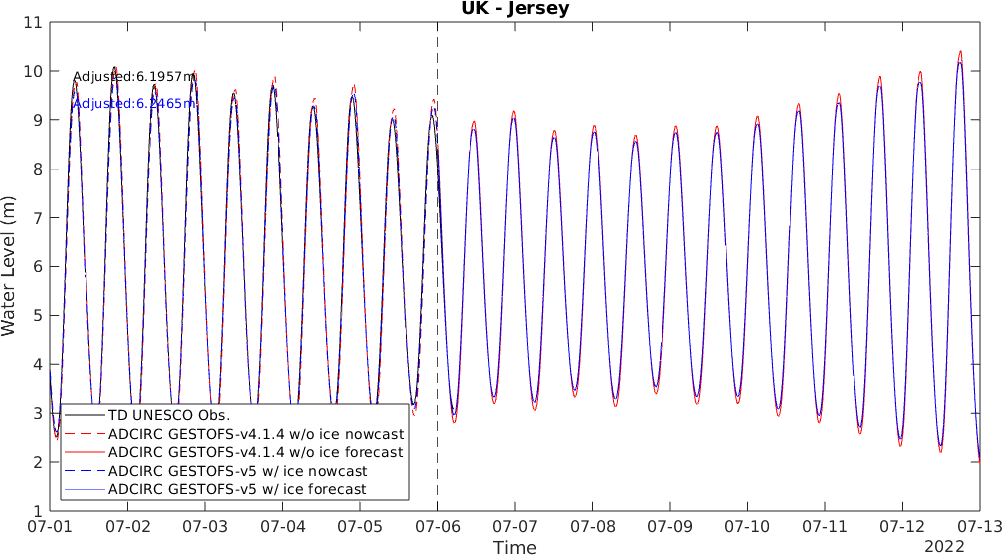 UK - Jersey
Water Level (m)
11
10
9
8
7
6
5
4
3
2
1
Adjusted:6.1957m
Adjusted:6.2465m
TD UNESCO Obs.
ADCIRC GESTOFS-v4.1.4 w/o ice nowcast
ADCIRC GESTOFS-v4.1.4 w/o ice forecast
ADCIRC GESTOFS-v5 w/ ice nowcast
ADCIRC GESTOFS-v5 w/ ice forecast
07-01 07-02 07-03 07-04 07-05 07-06 07-07 07-08 07-09 07-10 07-11 07-12 07-13
Time
2022